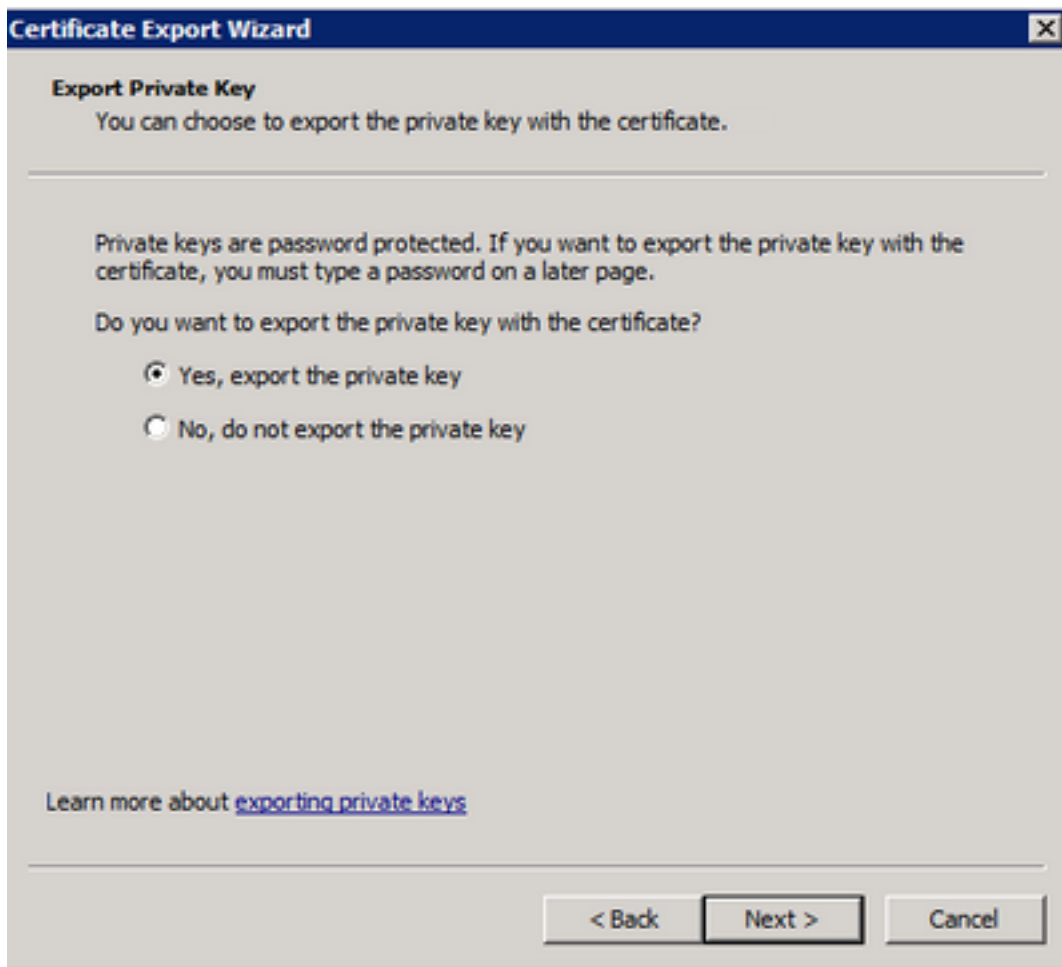 Certificate Export Wizard
Export Private Key
You can choose to export the private key with the certificate.
Private keys are password protected. If you want to export the private key with the
certificate, you must type a password on a later page.
Do you want to export the private key with the certificate?
Yes, export the private key
No, do not export the private key
Learn more about exporting private keys
< Back Next > Cancel